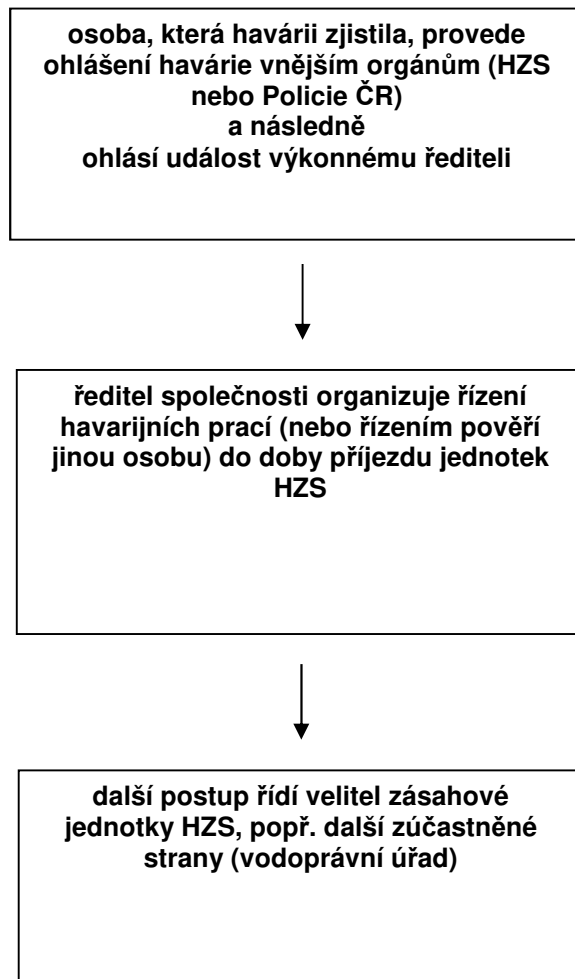 osoba, která havárii zjistila, provede
ohlášení havárie vnějším orgánům (HZS
nebo Policie ČR)
a následně
ohlásí událost výkonnému řediteli
ředitel společnosti organizuje řízení
havarijních prací (nebo řízením pověří
jinou osobu) do doby příjezdu jednotek
HZS
další postup řídí velitel zásahové
jednotky HZS, popř. další zúčastněné
strany (vodoprávní úřad)